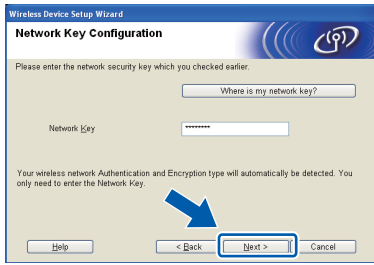 Wireless Device Setup Wizard
Network Key Configuration
Please enter the network security key which you checked earlier.
Where is my network key?
Network Key
********
Your wireless network Authentication and Encryption type will automatically be detected. You
only need to enter the Network Key.
Help
< Back
Next >
Cancel